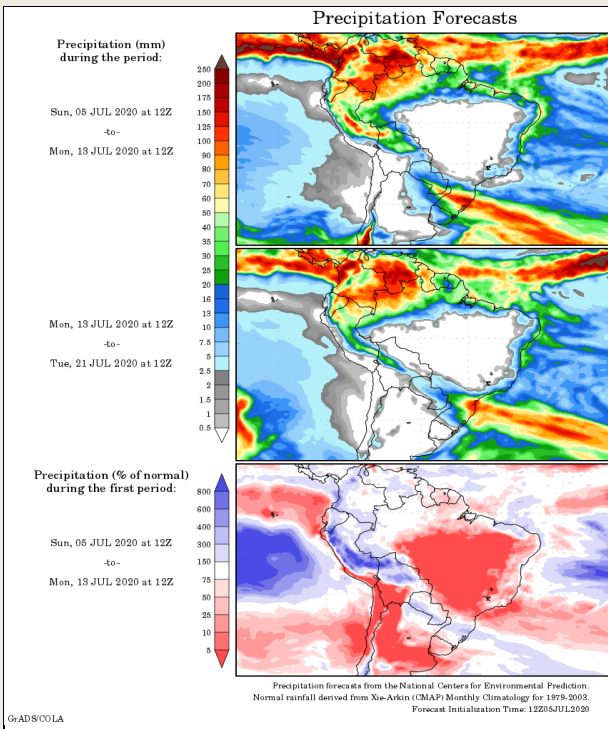 Precipitation Forecasts
Precipitation (mm)
during the period:
Sun, 05 JUL 2020 at 12Z
-to-
Mon, 13 JUL 2020 at 12Z
250
200
175
150
125
100
90
80
70
60
50
40
35
30
25
20
16
13
10
7.5
5
2.5
2
1.5
1
0.5
Mon, 13 JUL 2020 at 12Z
-to-
Tue, 21 JUL 2020 at 12Z
Precipitation (% of normal)
during the first period:
Sun, 05 JUL 2020 at 12Z
-to-
Mon, 13 JUL 2020 at 12Z
800
600
400
300
150
75
50
25
10
5
Precipitation forecasts from the National Centers for Environmental Prediction.
Normal rainfall derived from Xie-Arkin (CMAP) Monthly Climatology for 1979-2003.
Forecast Initialization Time: 12Z05JUL2020
GrADS/COLA